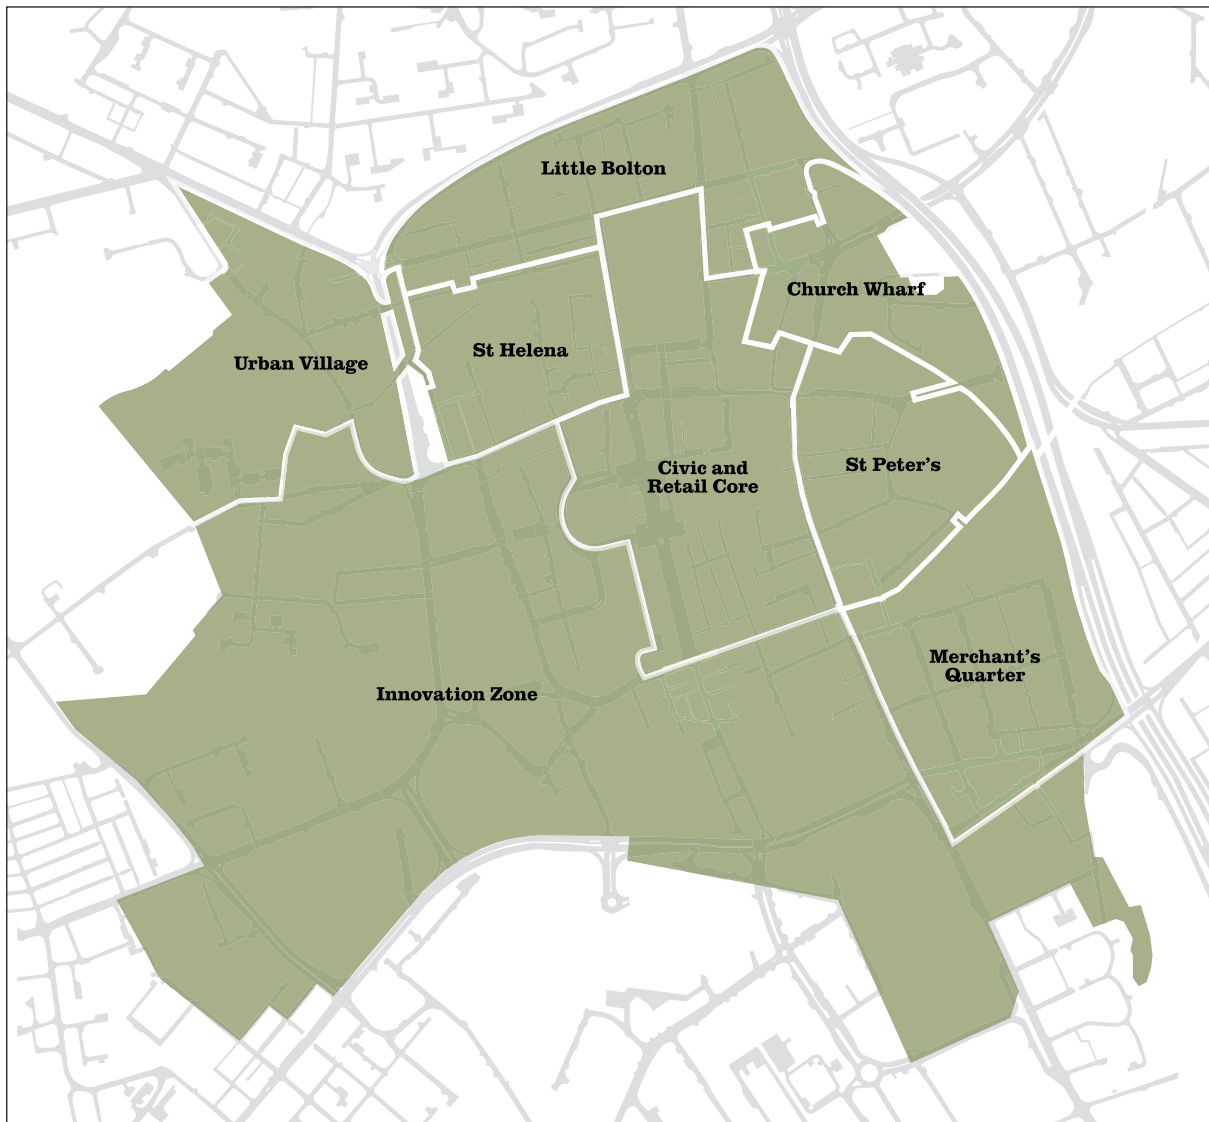 Little Bolton
Church Wharf
St Helena
Urban Village
St Peter's
Civic and
Retail Core
Merchant's
Quarter
Innovation Zone